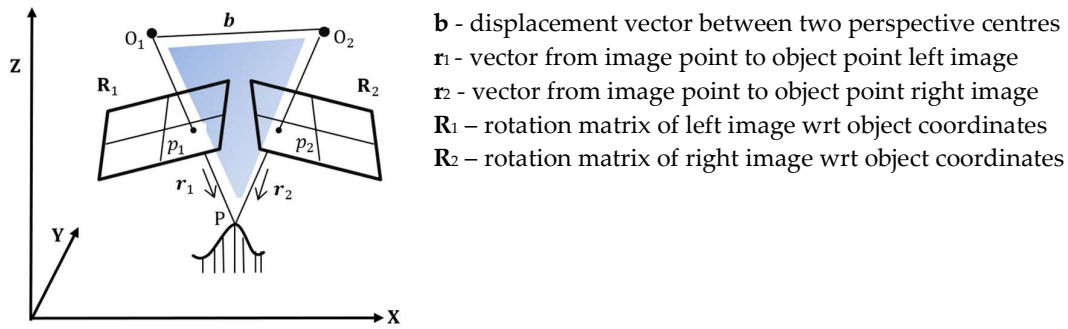 b
O1
O2
Z
R1
R2
p1
p2
r1
r2
P
Y
X
b - displacement vector between two perspective centres
r1 - vector from image point to object point left image
r2 - vector from image point to object point right image
R1 – rotation matrix of left image wrt object coordinates
R2 – rotation matrix of right image wrt object coordinates